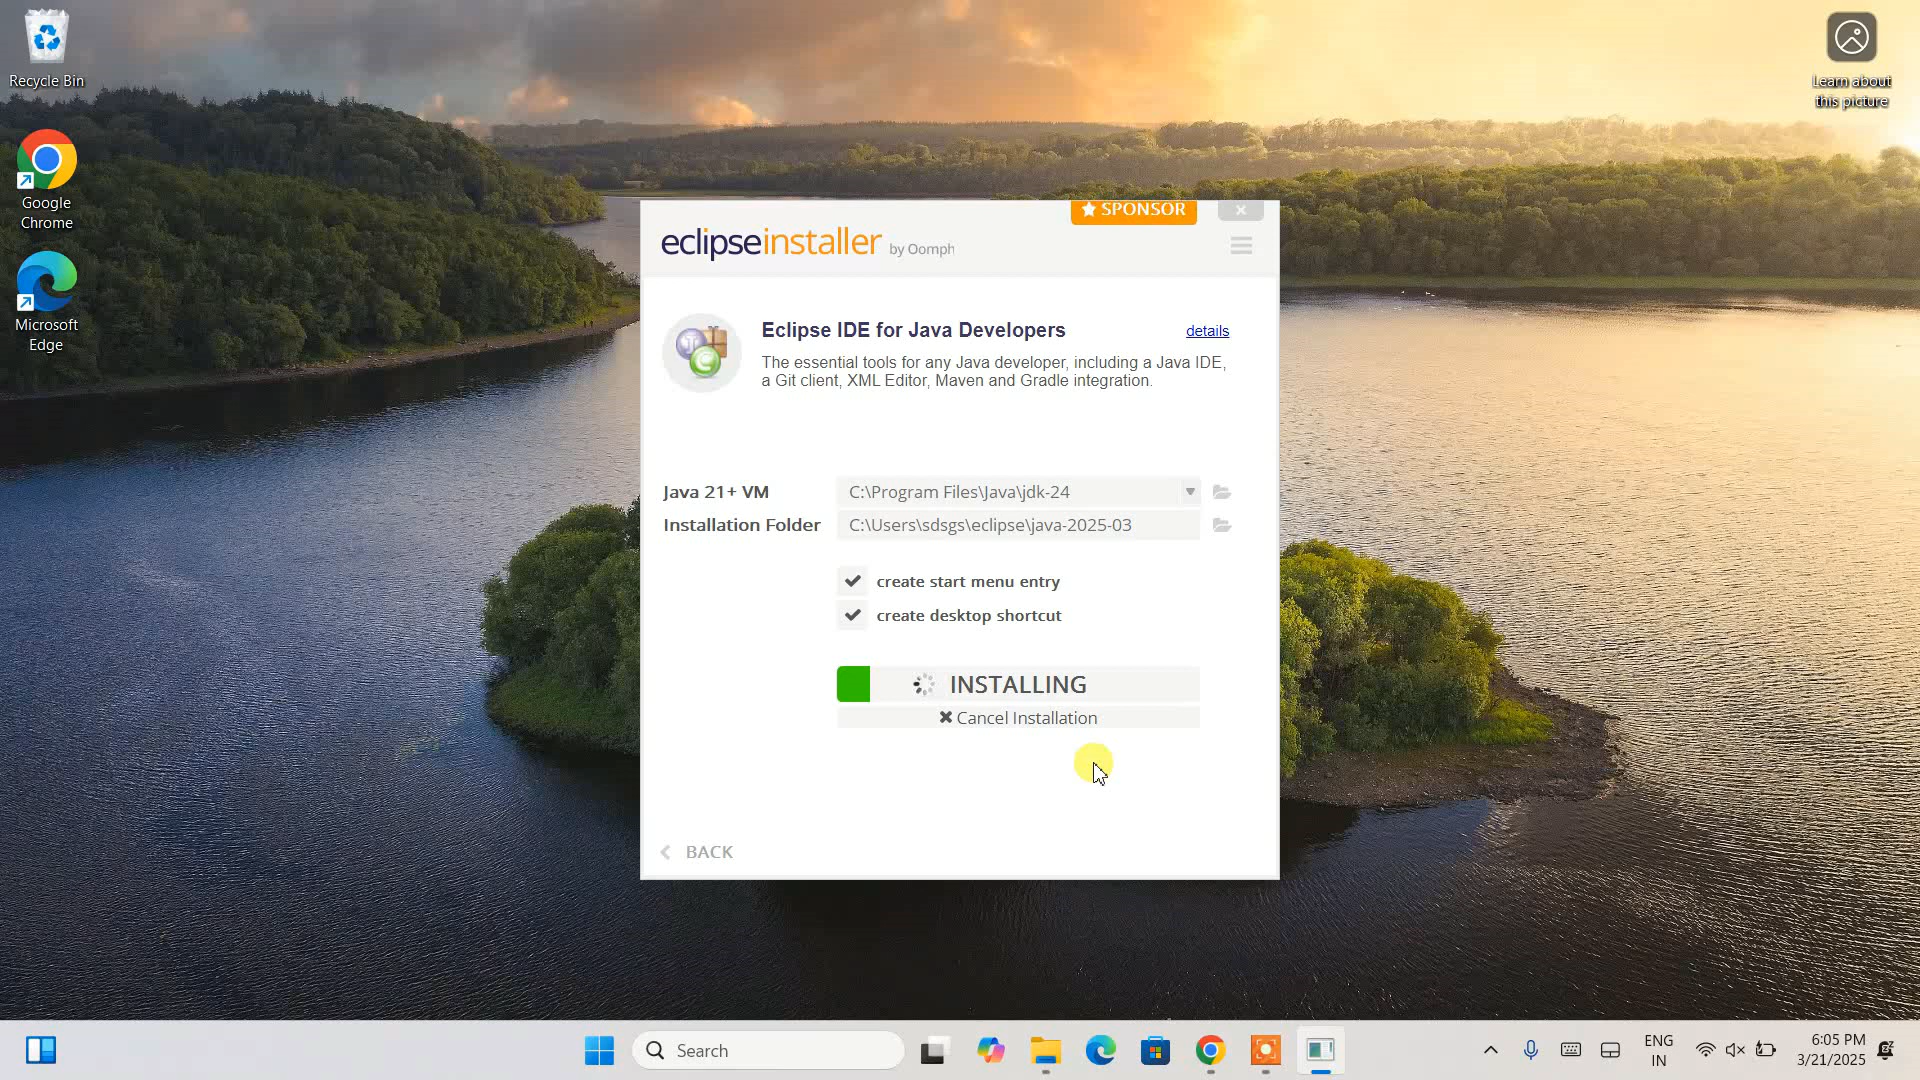 Recycle Bin
Google
Chrome
Microsoft
Edge
Learn about
this picture
SPONSOR
eclipseinstaller by Oomph
Eclipse IDE for Java Developers
details
The essential tools for any Java developer, including a Java IDE,
a Git client, XML Editor, Maven and Gradle integration.
Java 21+ VM
C:\Program Files\Java\jdk-24
Installation Folder
C:\Users\sdsgs\eclipse\java-2025-03
create start menu entry
create desktop shortcut
INSTALLING
Cancel Installation
BACK
Search
ENG
IN
6:05 PM
3/21/2025